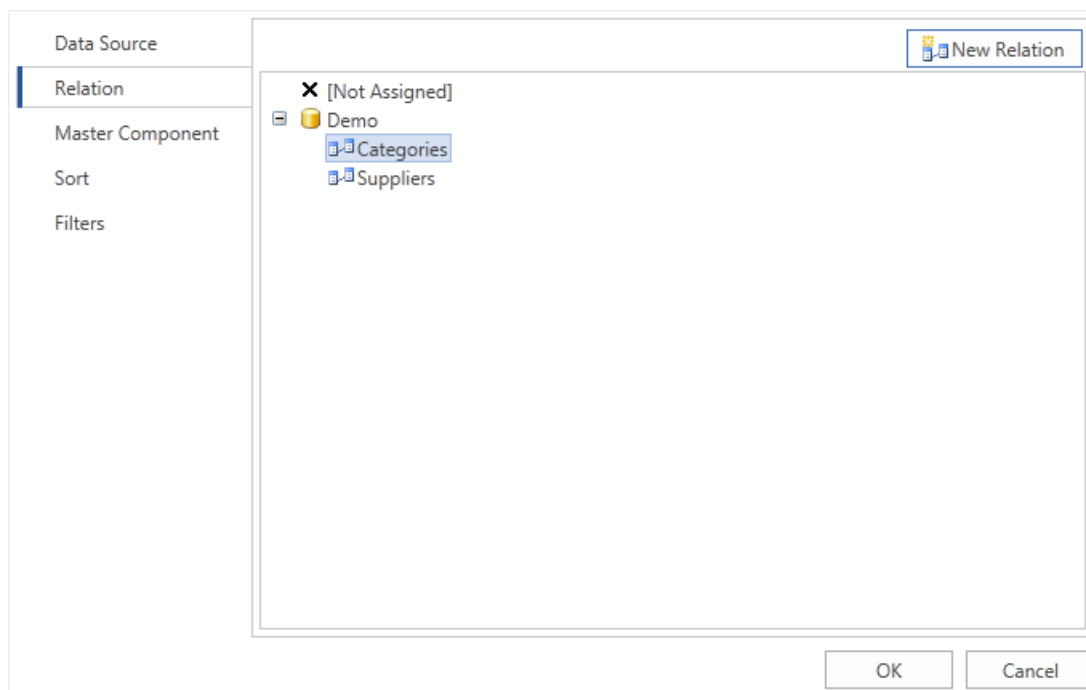 Data Source
Relation
Master Component
Sort
Filters
New Relation
[Not Assigned]
Demo
Categories
Suppliers
OK
Cancel